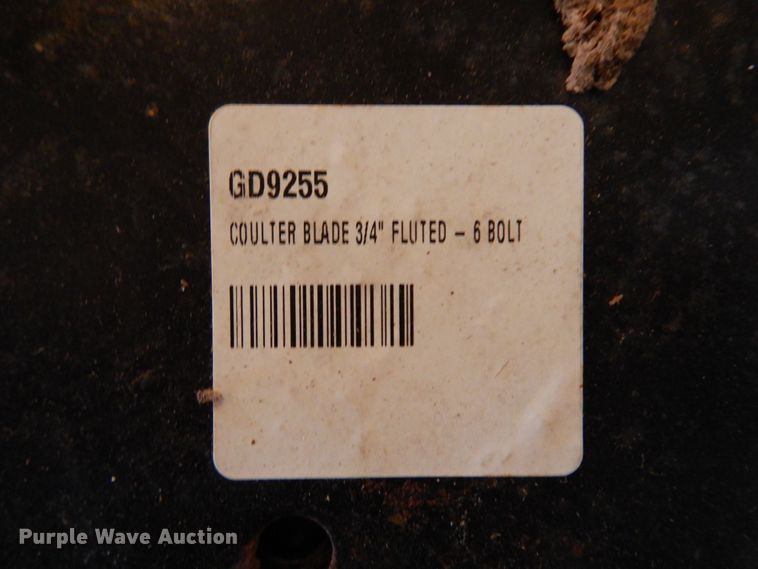 GD9255
COULTER BLADE 3/4" FLUTED – 6 BOLT
Purple Wave Auction